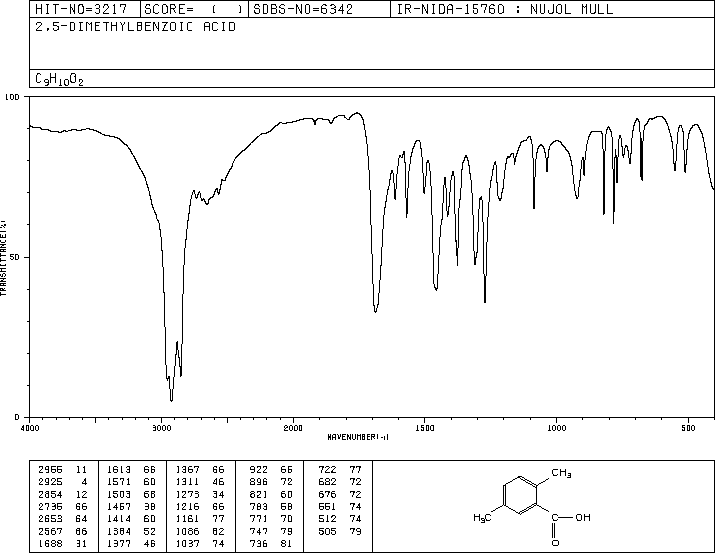 HIT-NO=3217 SCORE= ( ) SDBS-NO=6342 IR-NIDA-15760 : NUJOL MULL
2,5-DIMETHYLBENZOIC ACID
C9H10O2
100
50
0
TRANSMITTANCE(%)
4000 3000 2000 1500 1000 500
WAVENUMBER(-1)
2955 11 1613 66 1367 66 922 66 722 77
2925 4 1571 60 1311 46 896 72 682 72
2854 12 1503 68 1273 34 821 60 676 72
2735 66 1457 38 1216 66 783 58 551 74
2653 64 1414 60 1161 77 771 70 512 74
2567 66 1384 52 1086 62 747 79 505 79
1688 31 1377 46 1037 74 736 81
CH3
H3C
C—OH
O